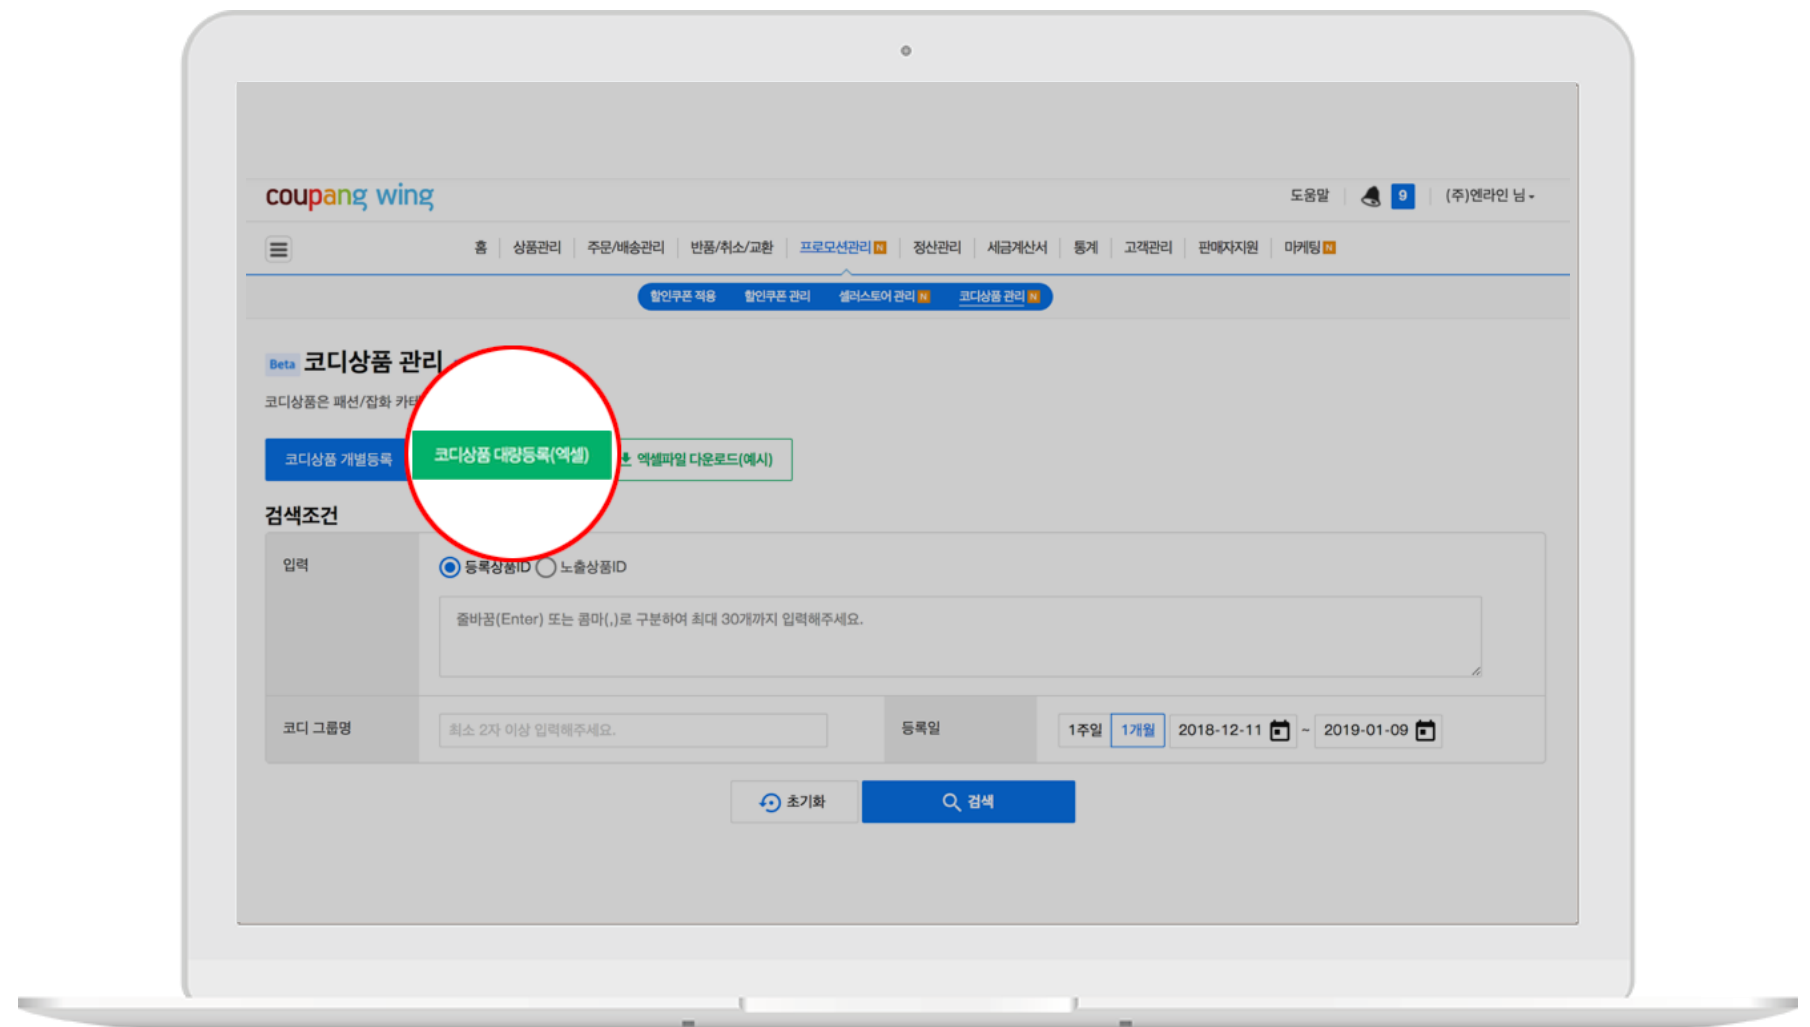 coupang wing
도움말 9 (주)엔라인 님
홈 상품관리 주문/배송관리 반품/취소/교환 프로모션관리 N 정산관리 세금계산서 통계 고객관리 판매자지원 마케팅 N
할인쿠폰 적용 할인쿠폰 관리 셀러스토어 관리 N 코디상품 관리 N
Beta 코디상품 관리
코디상품은 패션/잡화 카테
코디상품 개별등록 코디상품 대량등록(엑셀) 엑셀파일 다운로드(예시)
검색조건
입력 등록상품ID 노출상품ID
줄바꿈(Enter) 또는 콤마(,)로 구분하여 최대 30개까지 입력해주세요.
코디 그룹명 최소 2자 이상 입력해주세요. 등록일 1주일 1개월 2018-12-11 ~ 2019-01-09
초기화 검색